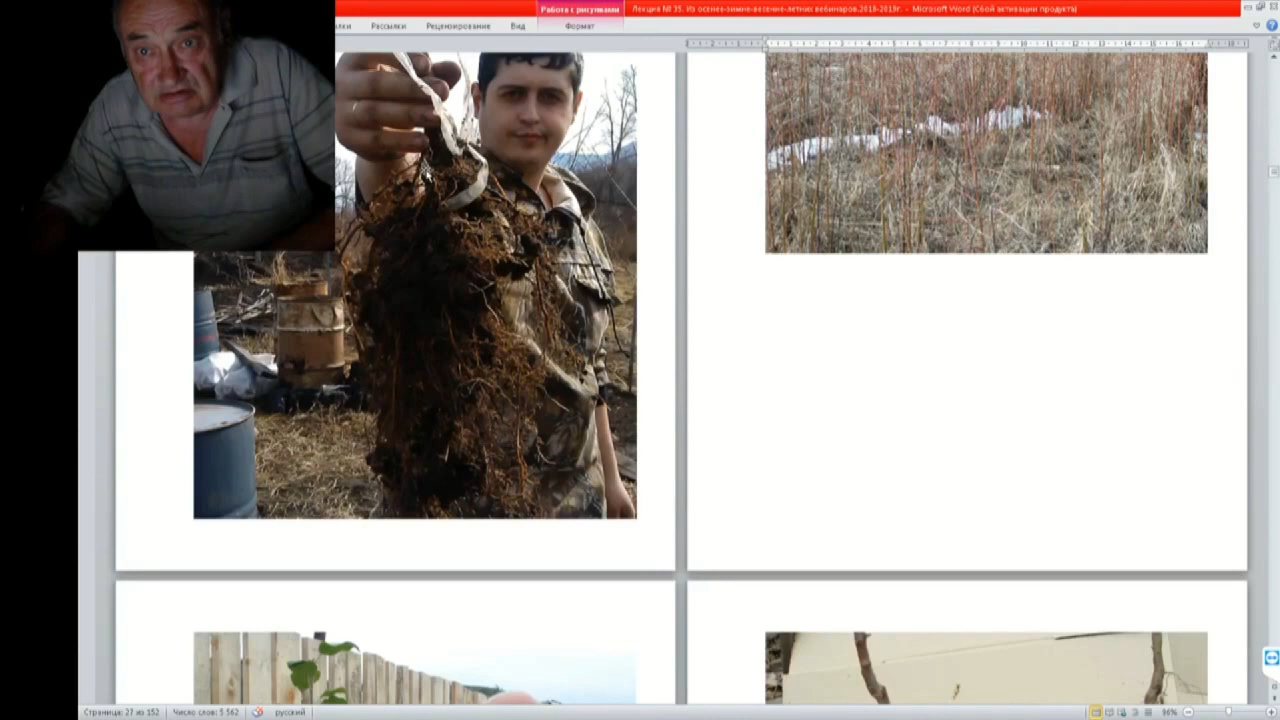 Работа с рисунками
Лекция № 35. Из осенне-зимне-весенне-летних вебинаров.2018-2019г. - Microsoft Word (Сбой активации продукта)
лки Рассылки Рецензирование Вид Формат
Страница: 27 из 152 Число слов: 5 562 русский 96%